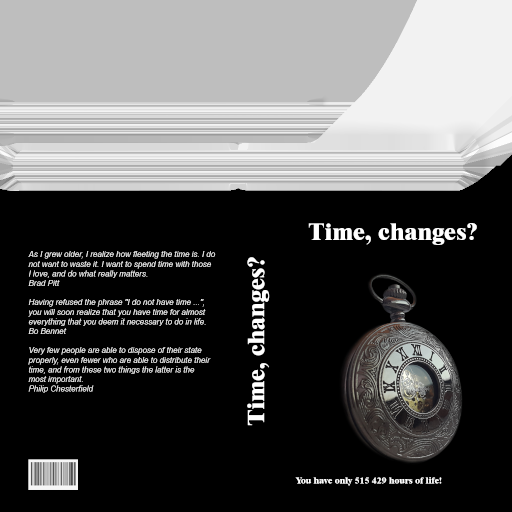 Time, changes?
As I grew older, I realize how fleeting the time is. I do
not want to waste it. I want to spend time with those
I love, and do what really matters.
Brad Pitt
Having refused the phrase "I do not have time ...",
you will soon realize that you have time for almost
everything that you deem it necessary to do in life.
Bo Bennet
Very few people are able to dispose of their state
properly, even fewer who are able to distribute their
time, and from these two things the latter is the
most important.
Philip Chesterfield
Time, changes?
XII
I
II
You have only 515 429 hours of life!